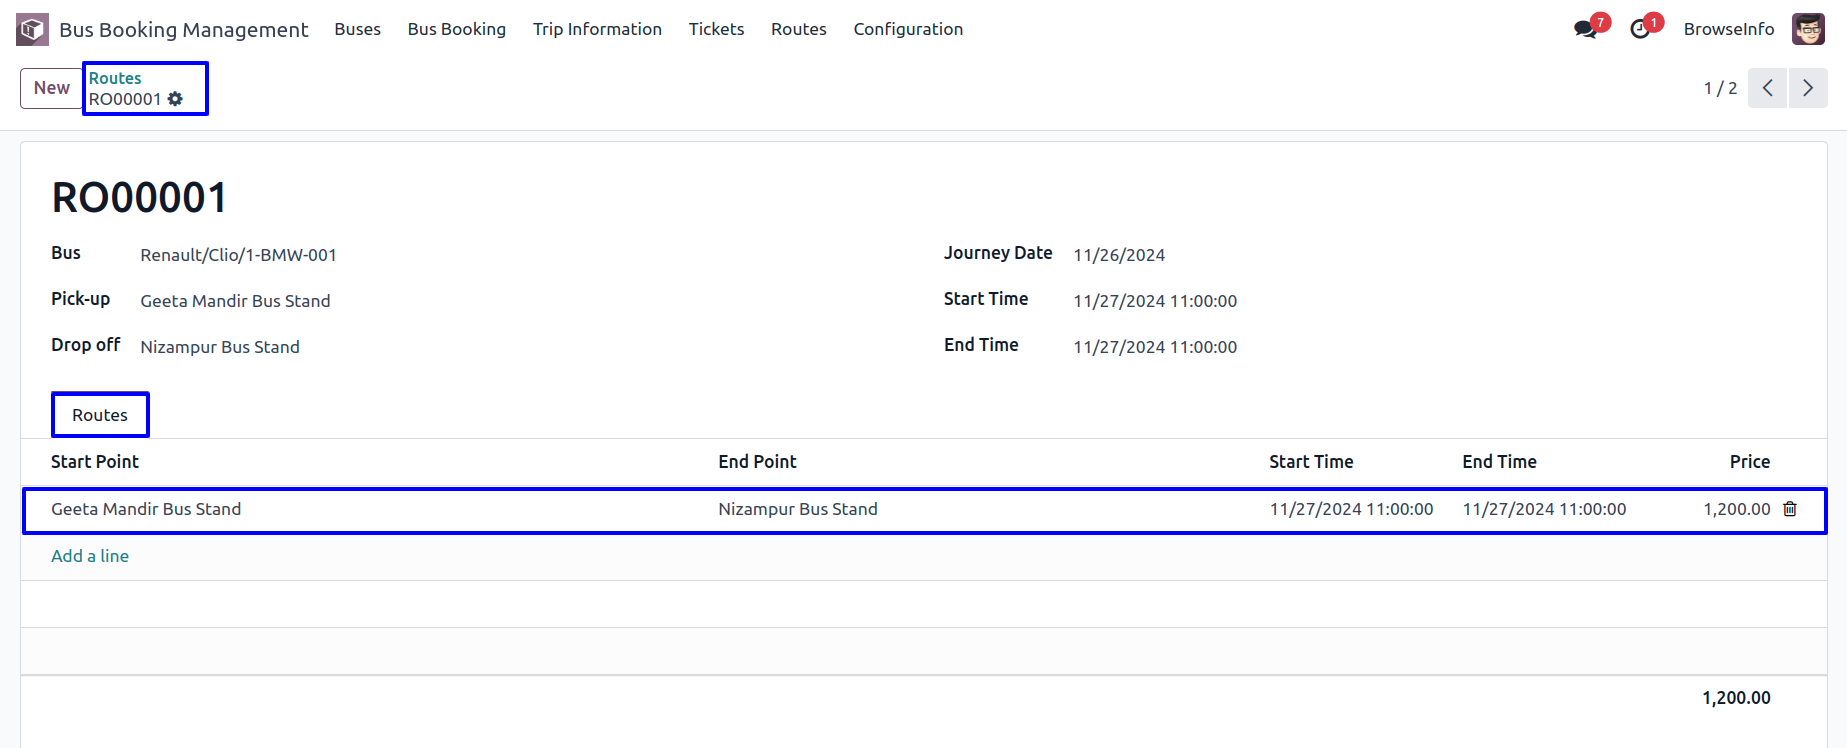 Bus Booking Management Buses Bus Booking Trip Information Tickets Routes Configuration 7 1 BrowseInfo
New Routes 1 / 2
RO00001
RO00001
Bus Renault/Clio/1-BMW-001 Journey Date 11/26/2024
Pick-up Geeta Mandir Bus Stand Start Time 11/27/2024 11:00:00
Drop off Nizampur Bus Stand End Time 11/27/2024 11:00:00
Routes
Start Point End Point Start Time End Time Price
Geeta Mandir Bus Stand Nizampur Bus Stand 11/27/2024 11:00:00 11/27/2024 11:00:00 1,200.00
Add a line
1,200.00